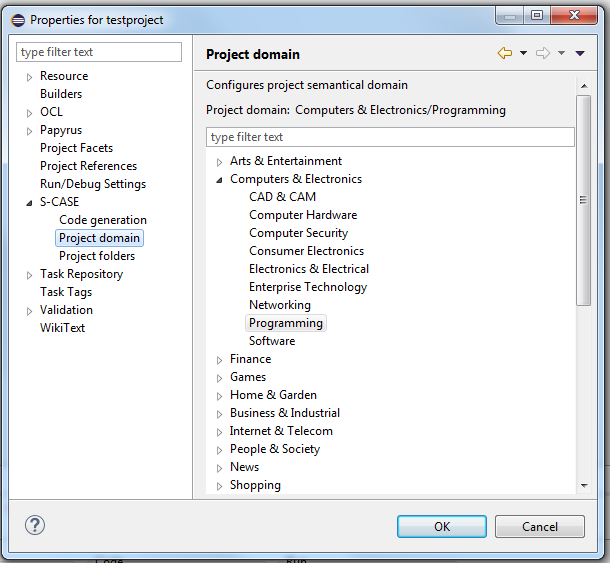 Properties for testproject
type filter text
Resource
Builders
OCL
Papyrus
Project Facets
Project References
Run/Debug Settings
S-CASE
Code generation
Project domain
Project folders
Task Repository
Task Tags
Validation
WikiText
Project domain
Configures project semantical domain
Project domain: Computers & Electronics/Programming
type filter text
Arts & Entertainment
Computers & Electronics
CAD & CAM
Computer Hardware
Computer Security
Consumer Electronics
Electronics & Electrical
Enterprise Technology
Networking
Programming
Software
Finance
Games
Home & Garden
Business & Industrial
Internet & Telecom
People & Society
News
Shopping
OK
Cancel
Code
Run